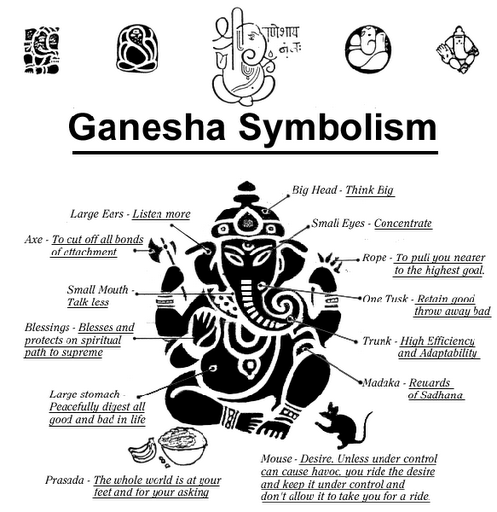 श्री
Ganesha Symbolism
Big Head - Think Big
Large Ears - Listen more
Small Eyes - Concentrate
Axe - To cut off all bonds
of attachment
Rope - To pull you nearer
to the highest goal.
Small Mouth -
Talk less
One Tusk - Retain good
throw away bad
Blessings - Blesses and
protects on spiritual
path to supreme
Trunk - High Efficiency
and Adaptability
Large stomach -
Peacefully digest all
good and bad in life
Madaka - Rewards
of Sadhana
Prasada - The whole world is at your
feet and for your asking
Mouse - Desire. Unless under control
can cause havoc. you ride the desire
and keep it under control and
don't allow it to take you for a ride.